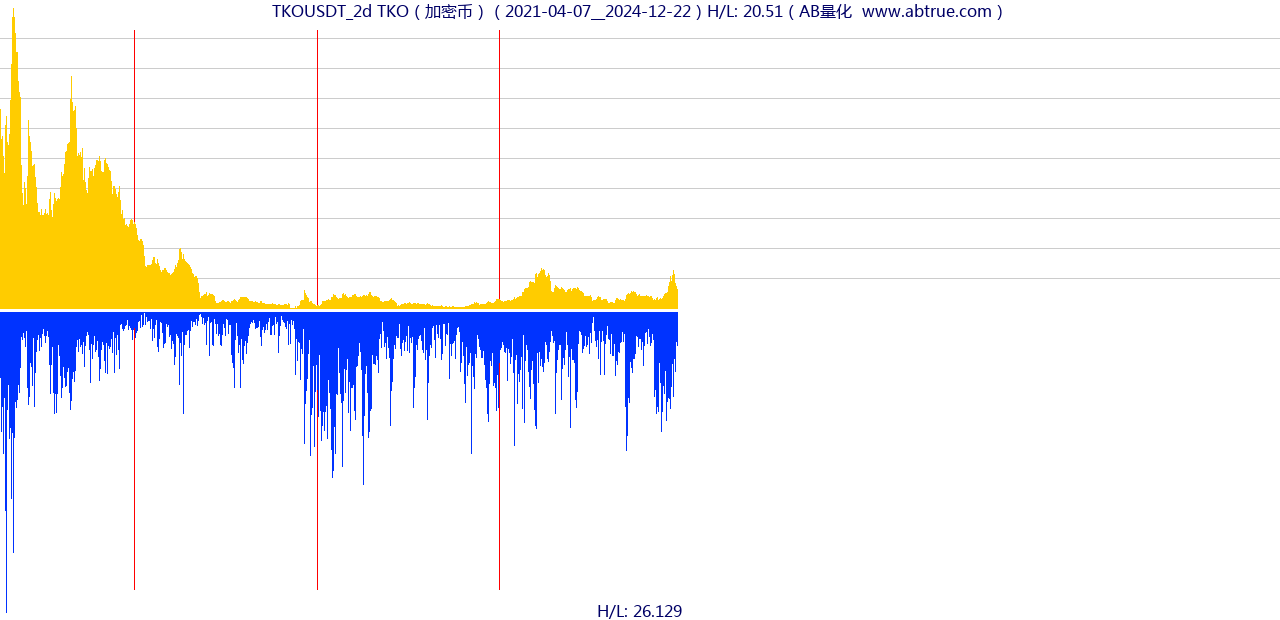 TKOUSDT_2d TKO（加密币）（2021-04-07__2024-12-22）H/L: 20.51（AB量化  www.abtrue.com）
H/L: 26.129